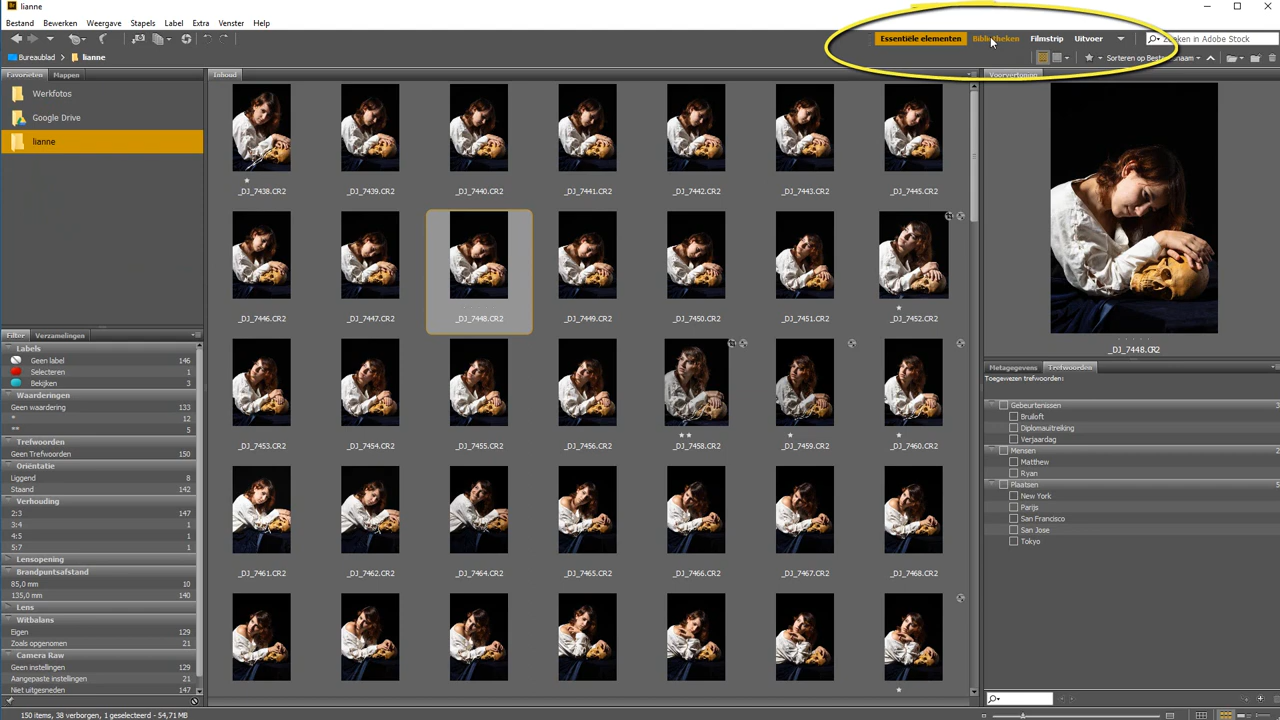 lianne
Bestand Bewerken Weergave Stapels Label Extra Venster Help
Essentiële elementen Bibliotheken Filmstrip Uitvoer Zoeken in Adobe Stock
Bureaublad lianne Sorteren op
Favorieten Mappen Inhoud
Werkfotos
Google Drive
lianne
_DJ_7438.CR2 _DJ_7439.CR2 _DJ_7440.CR2 _DJ_7441.CR2 _DJ_7442.CR2 _DJ_7443.CR2 _DJ_7445.CR2
_DJ_7446.CR2 _DJ_7447.CR2 _DJ_7448.CR2 _DJ_7449.CR2 _DJ_7450.CR2 _DJ_7451.CR2 _DJ_7452.CR2
_DJ_7453.CR2 _DJ_7454.CR2 _DJ_7455.CR2 _DJ_7456.CR2 _DJ_7458.CR2 _DJ_7459.CR2 _DJ_7460.CR2
_DJ_7461.CR2 _DJ_7462.CR2 _DJ_7464.CR2 _DJ_7465.CR2 _DJ_7466.CR2 _DJ_7467.CR2 _DJ_7468.CR2
Filter Verzamelingen
Labels
Geen label 146
Selecteren 1
Bekijken 3
Waarderingen
Geen waardering 133
* 12
** 5
Trefwoorden
Geen Trefwoorden 150
Oriëntatie
Liggend 8
Staand 142
Verhouding
2:3 147
3:4 1
4:5 1
5:7 1
Lensopening
Brandpuntsafstand
85,0 mm 10
135,0 mm 140
Lens
Witbalans
Eigen 129
Zoals opgenomen 21
Camera Raw
Geen instellingen 129
Aangepaste instellingen 21
Niet uitgesneden 147
_DJ_7448.CR2
Metagegevens Trefwoorden
Toegewezen trefwoorden:
Gebeurtenissen 3
Bruiloft
Diplomauitreiking
Verjaardag
Mensen 2
Matthew
Ryan
Plaatsen 5
New York
Parijs
San Francisco
San Jose
Tokyo
150 items, 38 verborgen, 1 geselecteerd - 54,71 MB